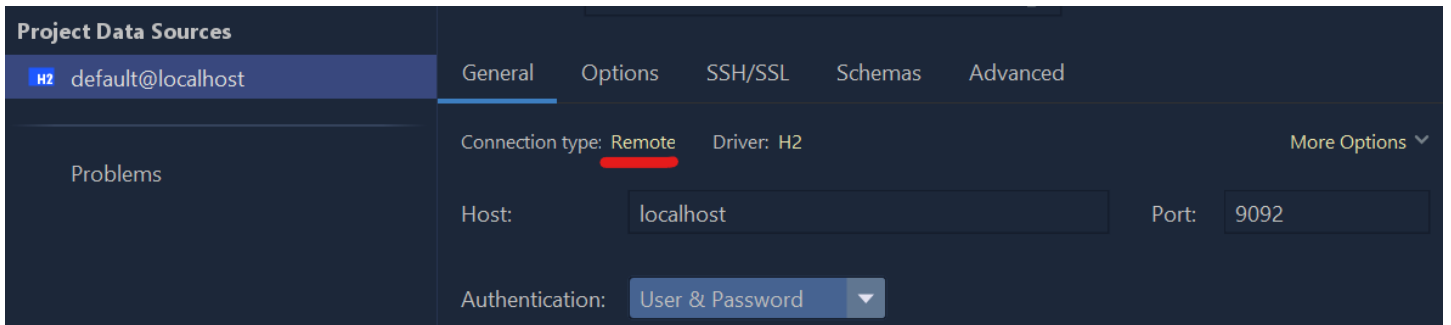 Project Data Sources
H2 default@localhost
Problems
General Options SSH/SSL Schemas Advanced
Connection type: Remote Driver: H2 More Options
Host: localhost Port: 9092
Authentication: User & Password